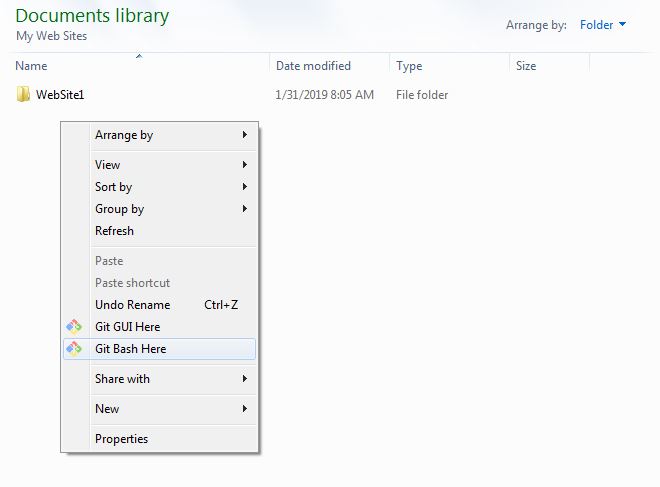 Documents library
My Web Sites
Arrange by: Folder
Name Date modified Type Size
WebSite1 1/31/2019 8:05 AM File folder
Arrange by
View
Sort by
Group by
Refresh
Paste
Paste shortcut
Undo Rename Ctrl+Z
Git GUI Here
Git Bash Here
Share with
New
Properties